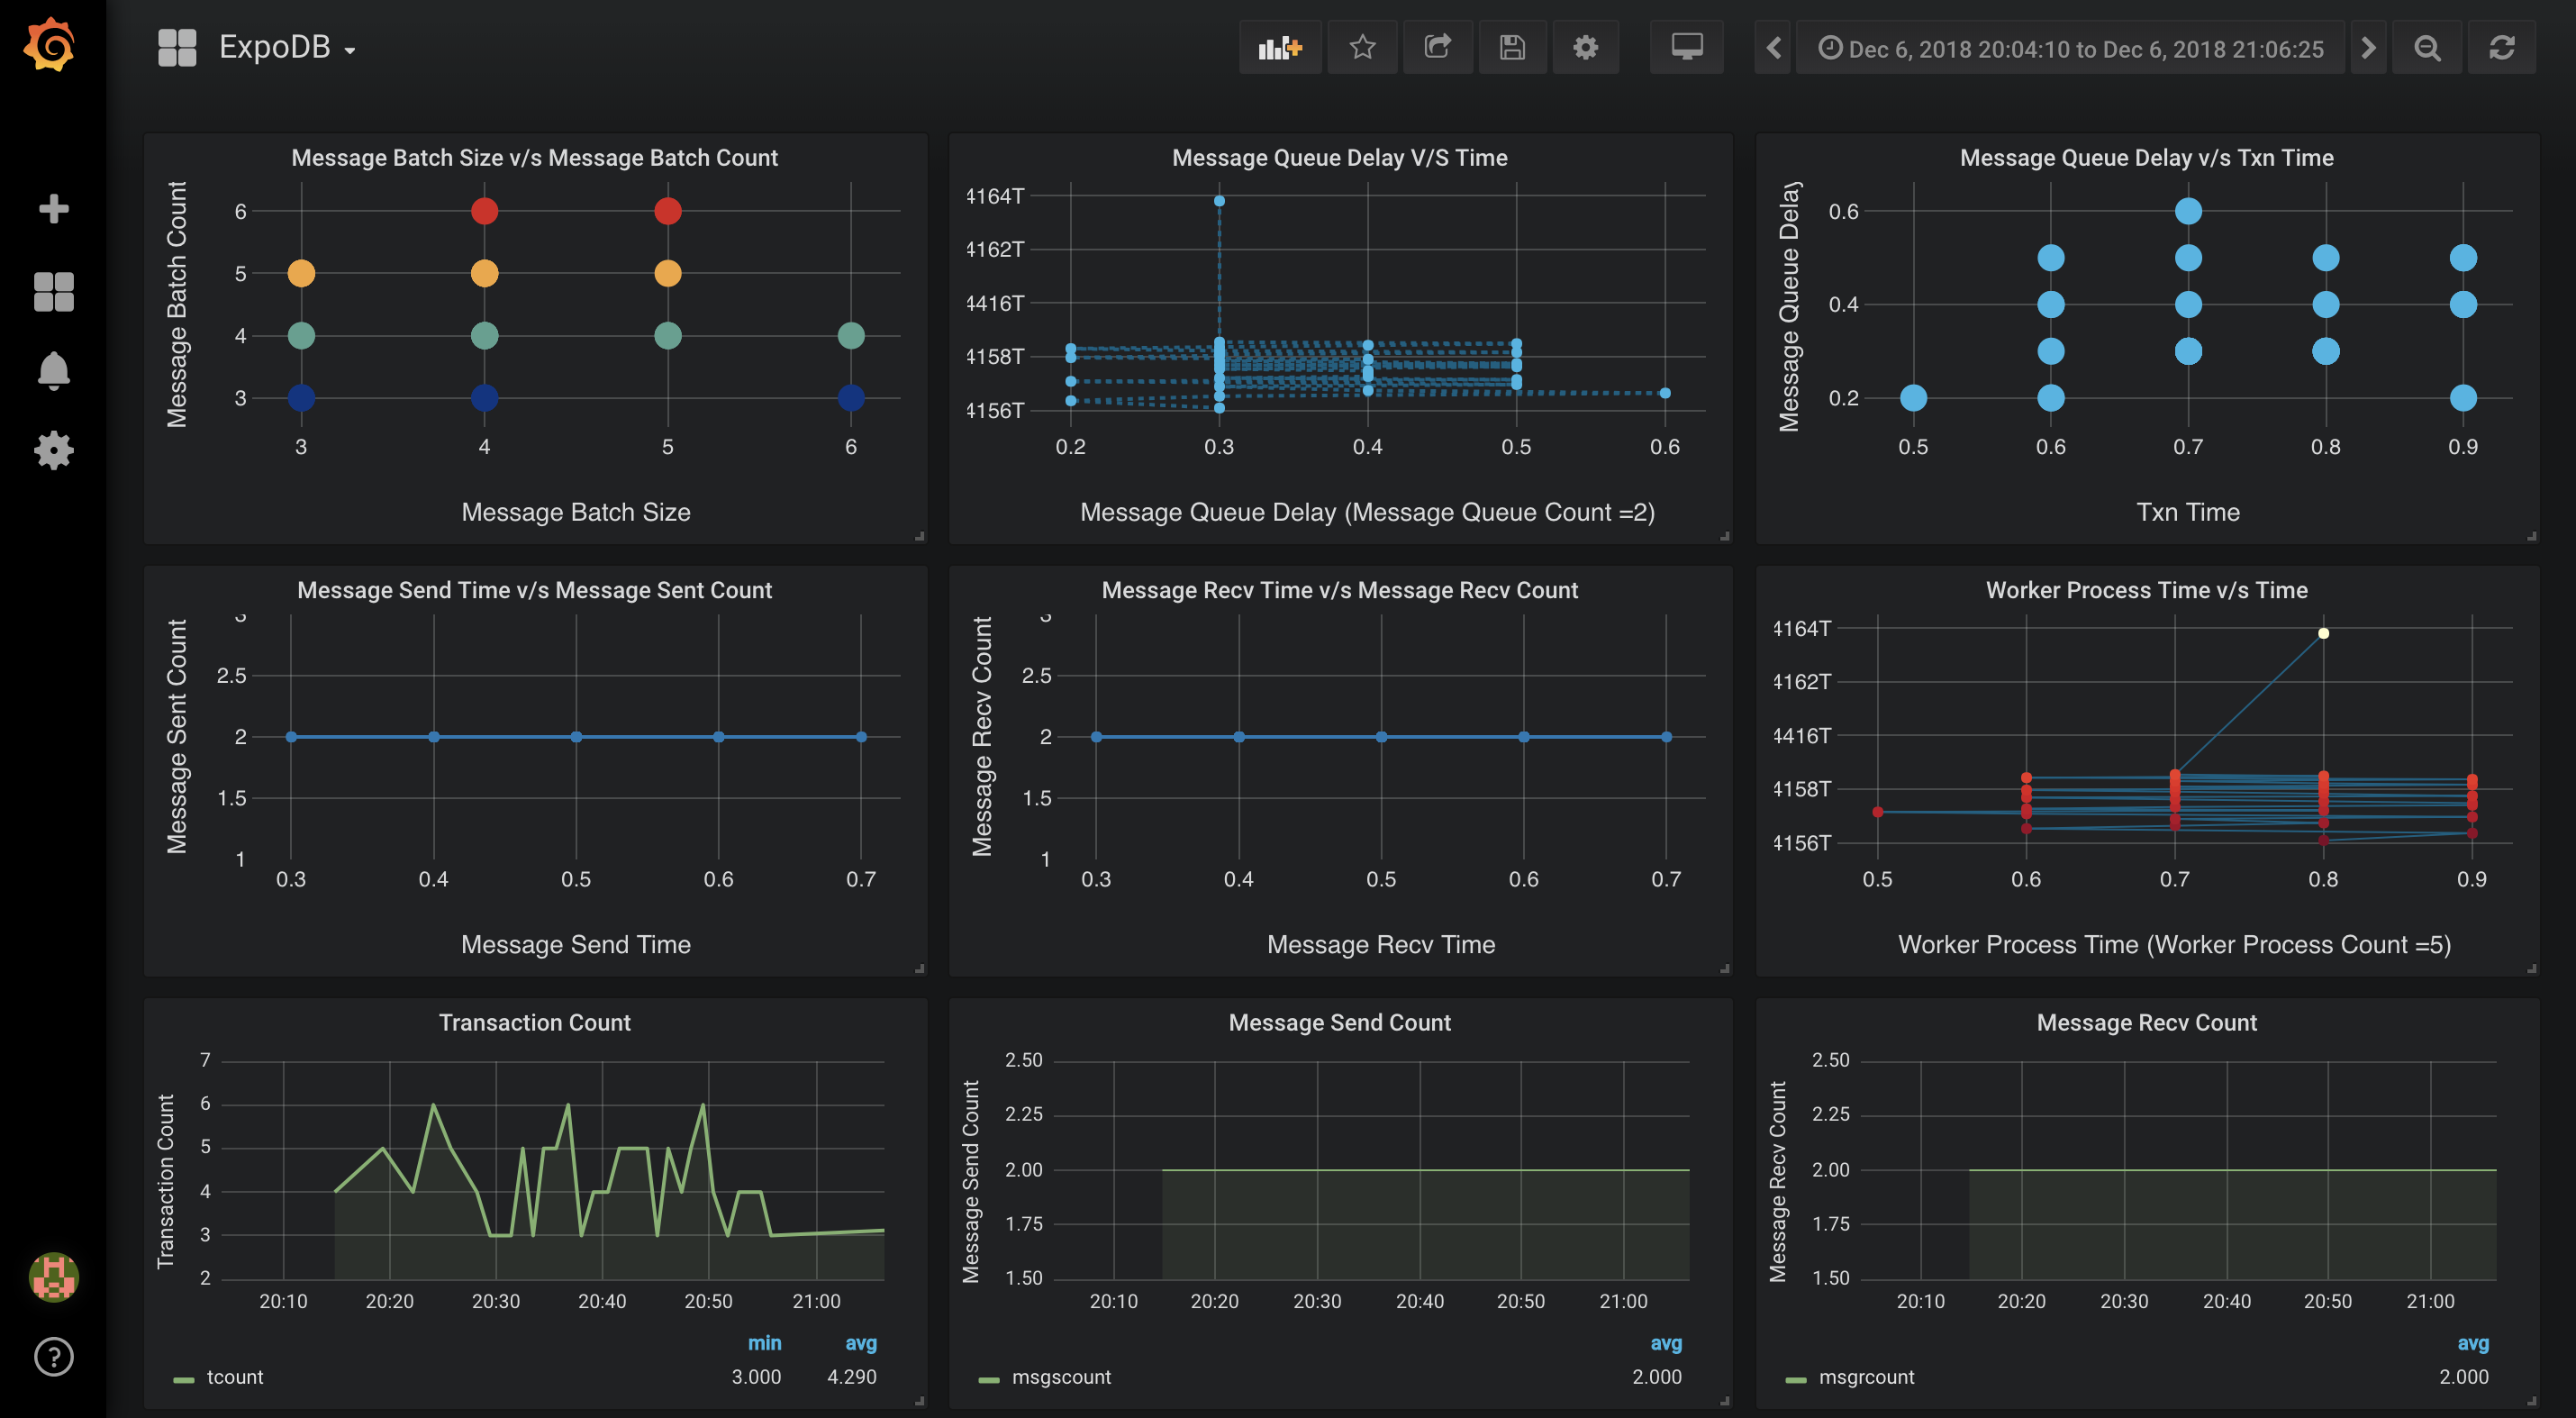 ExpoDB
Dec 6, 2018 20:04:10 to Dec 6, 2018 21:06:25
Message Batch Size v/s Message Batch Count
Message Batch Count
6
5
4
3
3 4 5 6
Message Batch Size
Message Queue Delay V/S Time
4164T
4162T
4416T
4158T
4156T
0.2 0.3 0.4 0.5 0.6
Message Queue Delay (Message Queue Count =2)
Message Queue Delay v/s Txn Time
Message Queue Delay
0.6
0.4
0.2
0.5 0.6 0.7 0.8 0.9
Txn Time
Message Send Time v/s Message Sent Count
Message Sent Count
3
2.5
2
1.5
1
0.3 0.4 0.5 0.6 0.7
Message Send Time
Message Recv Time v/s Message Recv Count
Message Recv Count
3
2.5
2
1.5
1
0.3 0.4 0.5 0.6 0.7
Message Recv Time
Worker Process Time v/s Time
4164T
4162T
4416T
4158T
4156T
0.5 0.6 0.7 0.8 0.9
Worker Process Time (Worker Process Count =5)
Transaction Count
Transaction Count
7
6
5
4
3
2
20:10 20:20 20:30 20:40 20:50 21:00
min avg
tcount 3.000 4.290
Message Send Count
Message Send Count
2.50
2.25
2.00
1.75
1.50
20:10 20:20 20:30 20:40 20:50 21:00
avg
msgscount 2.000
Message Recv Count
Message Recv Count
2.50
2.25
2.00
1.75
1.50
20:10 20:20 20:30 20:40 20:50 21:00
avg
msgrcount 2.000